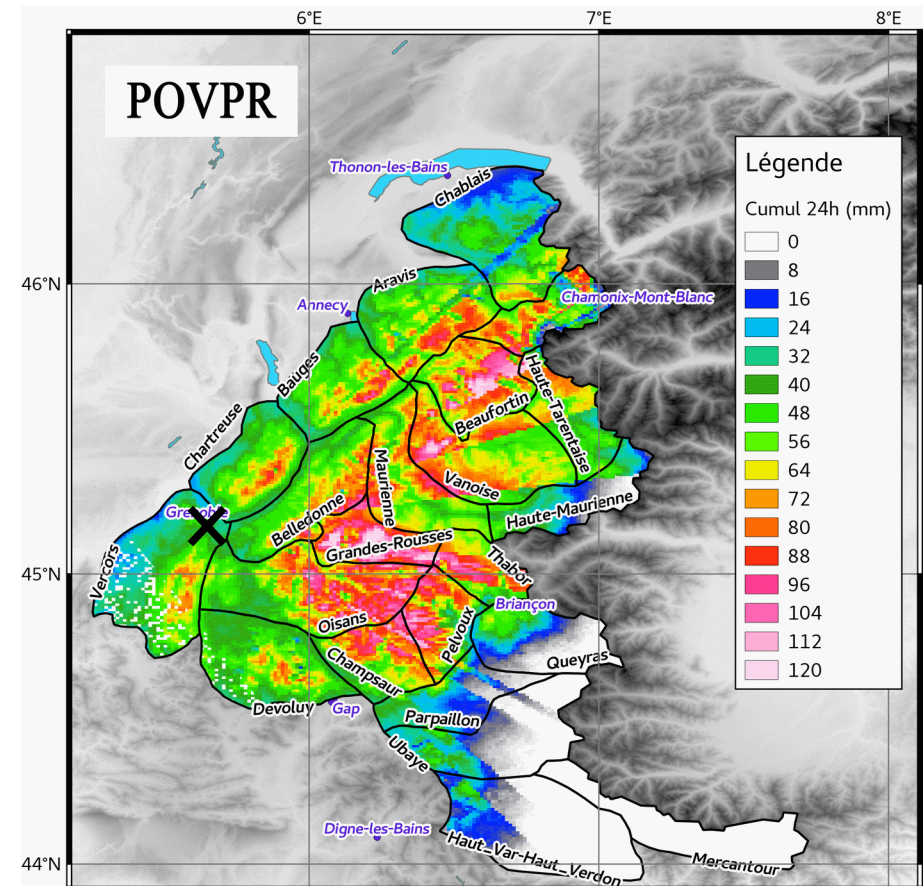 6°E
7°E
8°E
POVPR
Légende
Cumul 24h (mm)
0
8
16
24
32
40
48
56
64
72
80
88
96
104
112
120
46°N
45°N
44°N
Thonon-les-Bains
Chablais
Aravis
Annecy
Chamonix-Mont-Blanc
Bauges
Haute-Tarentaise
Beaufortin
Chartreuse
Maurienne
Vanoise
Grenoble
Belledonne
Haute-Maurienne
Grandes-Rousses
Vercors
Thabor
Briançon
Oisans
Pelvoux
Queyras
Champsaur
Devoluy
Gap
Parpaillon
Ubaye
Digne-les-Bains
Haut_Var-Haut_Verdon
Mercantour